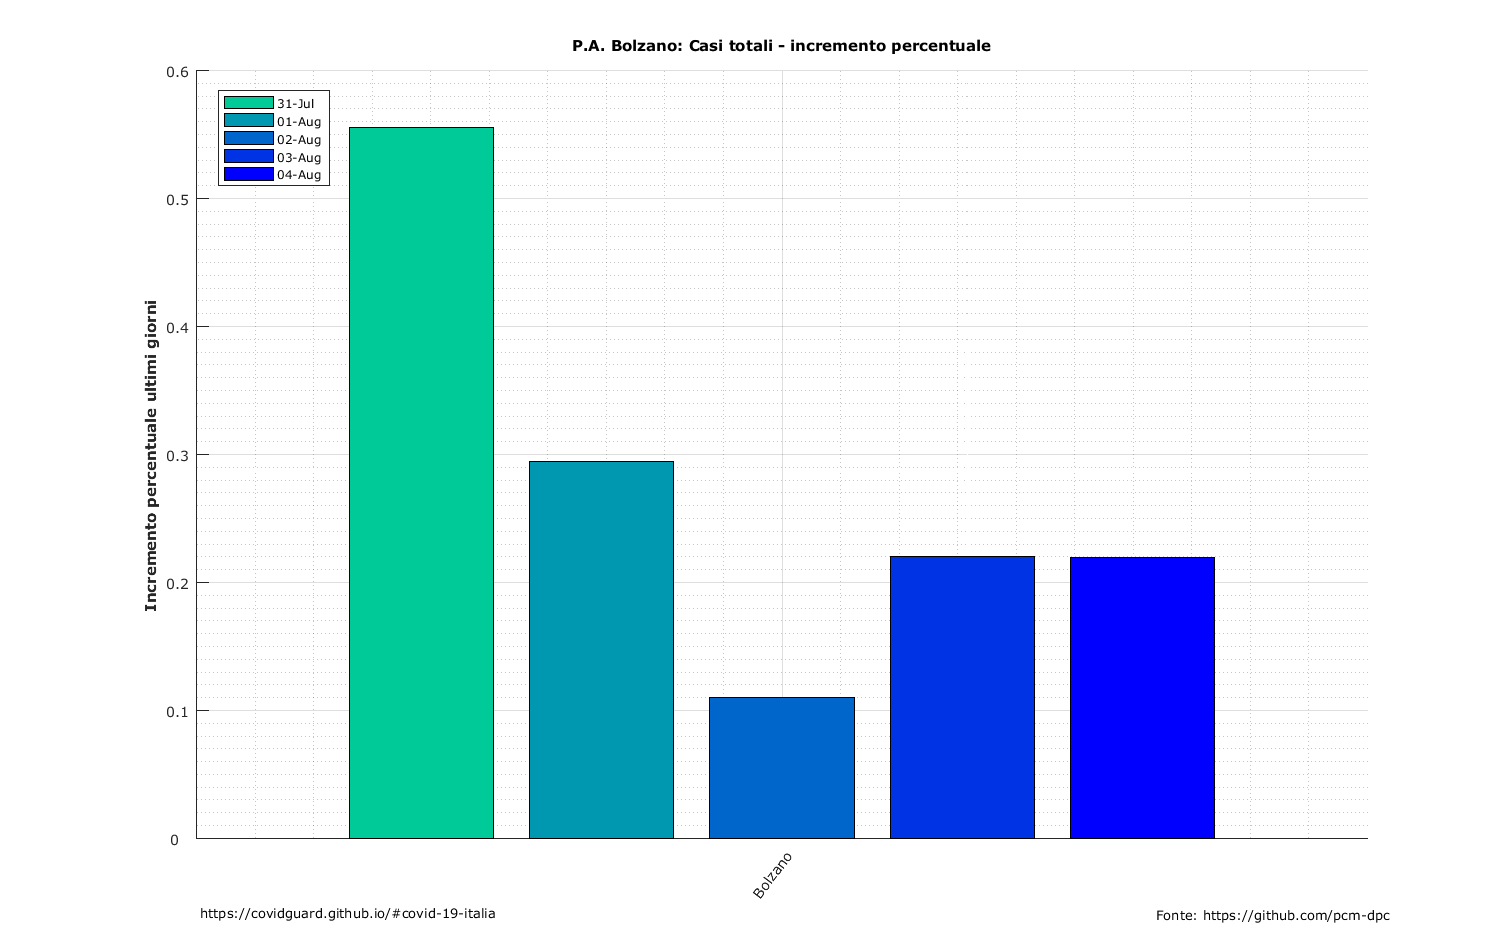 P.A. Bolzano: Casi totali - incremento percentuale
0.6
0.5
0.4
0.3
0.2
0.1
0
Incremento percentuale ultimi giorni
31-Jul
01-Aug
02-Aug
03-Aug
04-Aug
Bolzano
https://covidguard.github.io/#covid-19-italia
Fonte: https://github.com/pcm-dpc